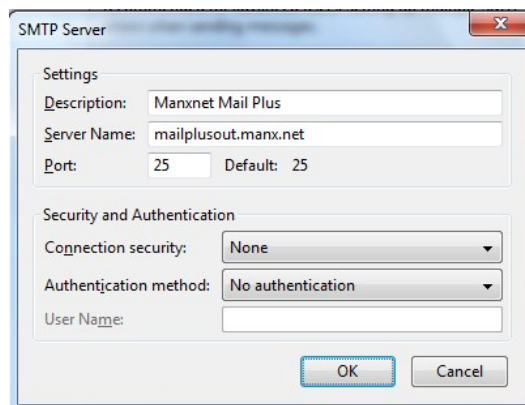 SMTP Server
Settings
Description: Manxnet Mail Plus
Server Name: mailplusout.manx.net
Port: 25 Default: 25
Security and Authentication
Connection security: None
Authentication method: No authentication
User Name:
OK Cancel